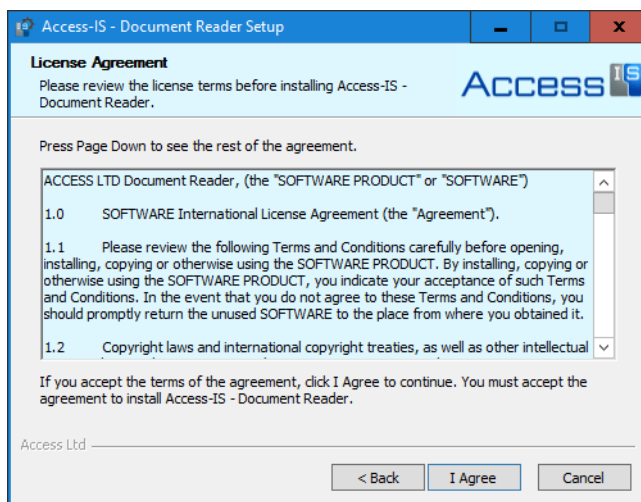 Access-IS - Document Reader Setup
License Agreement
Please review the license terms before installing Access-IS -
Document Reader.
Access IS
Press Page Down to see the rest of the agreement.
ACCESS LTD Document Reader, (the "SOFTWARE PRODUCT" or "SOFTWARE")
1.0 SOFTWARE International License Agreement (the "Agreement").
1.1 Please review the following Terms and Conditions carefully before opening,
installing, copying or otherwise using the SOFTWARE PRODUCT. By installing, copying or
otherwise using the SOFTWARE PRODUCT, you indicate your acceptance of such Terms
and Conditions. In the event that you do not agree to these Terms and Conditions, you
should promptly return the unused SOFTWARE to the place from where you obtained it.
1.2 Copyright laws and international copyright treaties, as well as other intellectual
If you accept the terms of the agreement, click I Agree to continue. You must accept the
agreement to install Access-IS - Document Reader.
Access Ltd
< Back I Agree Cancel